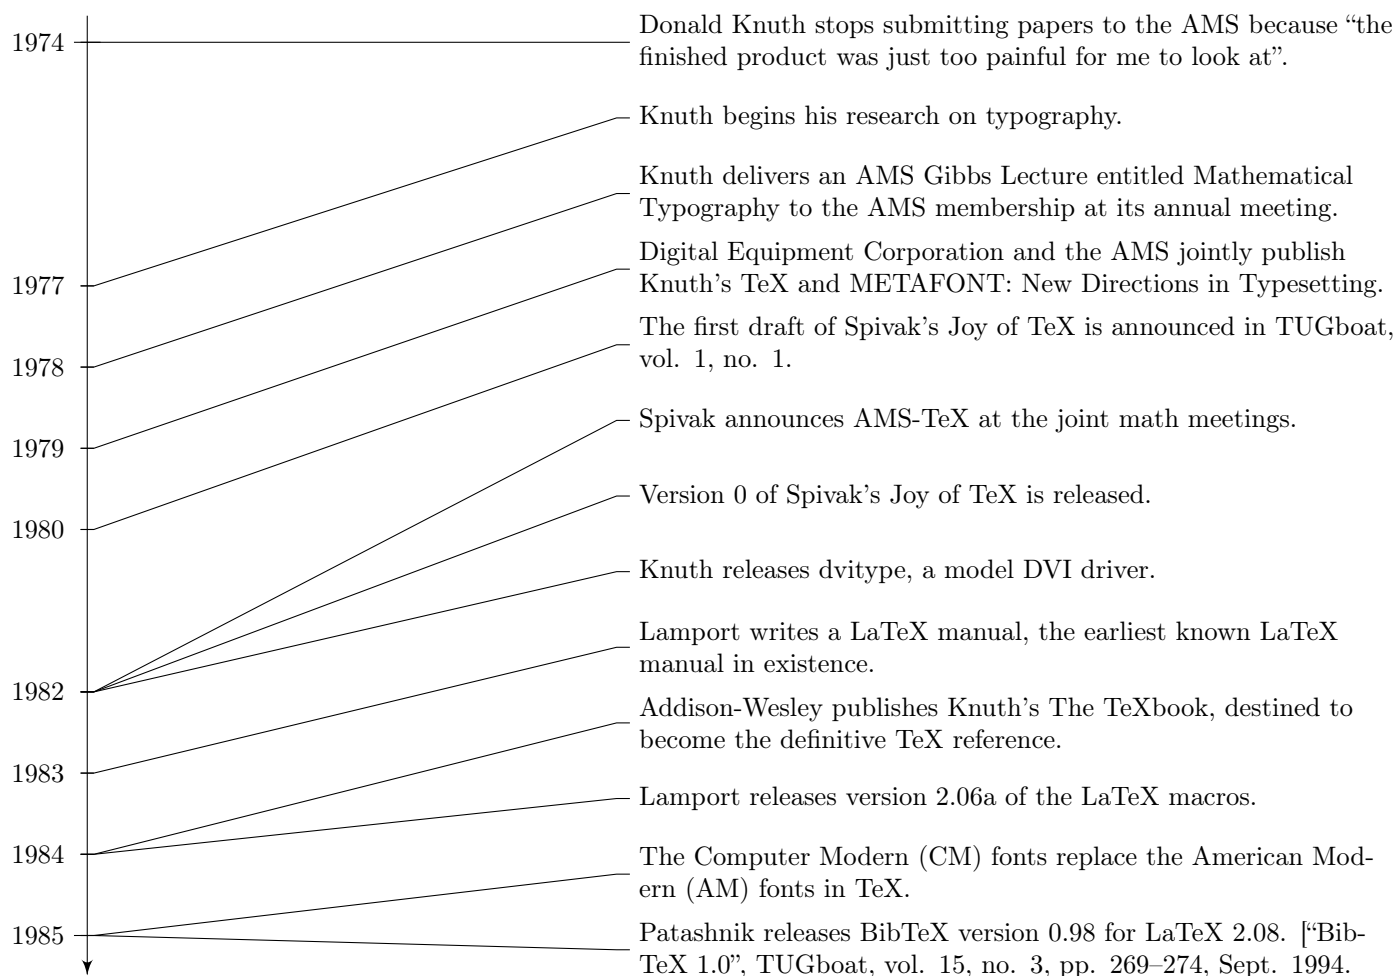 1974
Donald Knuth stops submitting papers to the AMS because “the
finished product was just too painful for me to look at”.
Knuth begins his research on typography.
Knuth delivers an AMS Gibbs Lecture entitled Mathematical
Typography to the AMS membership at its annual meeting.
Digital Equipment Corporation and the AMS jointly publish
1977
Knuth’s TeX and METAFONT: New Directions in Typesetting.
The first draft of Spivak’s Joy of TeX is announced in TUGboat,
1978
vol. 1, no. 1.
Spivak announces AMS-TeX at the joint math meetings.
1979
Version 0 of Spivak’s Joy of TeX is released.
1980
Knuth releases dvitype, a model DVI driver.
Lamport writes a LaTeX manual, the earliest known LaTeX
manual in existence.
1982
Addison-Wesley publishes Knuth’s The TeXbook, destined to
become the definitive TeX reference.
1983
Lamport releases version 2.06a of the LaTeX macros.
1984
The Computer Modern (CM) fonts replace the American Mod-
ern (AM) fonts in TeX.
1985
Patashnik releases BibTeX version 0.98 for LaTeX 2.08. [“Bib-
TeX 1.0”, TUGboat, vol. 15, no. 3, pp. 269–274, Sept. 1994.